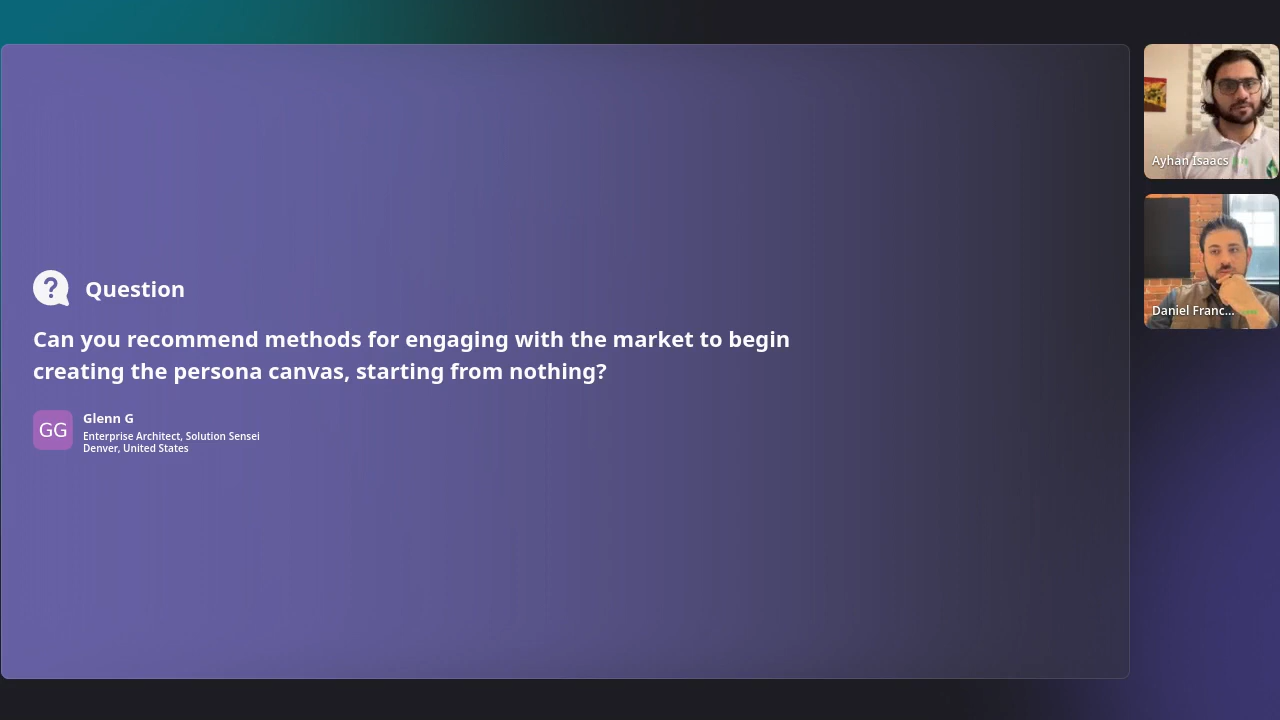 Question
Can you recommend methods for engaging with the market to begin
creating the persona canvas, starting from nothing?
GG
Glenn G
Enterprise Architect, Solution Sensei
Denver, United States
Ayhan Isaacs
Daniel Franc...